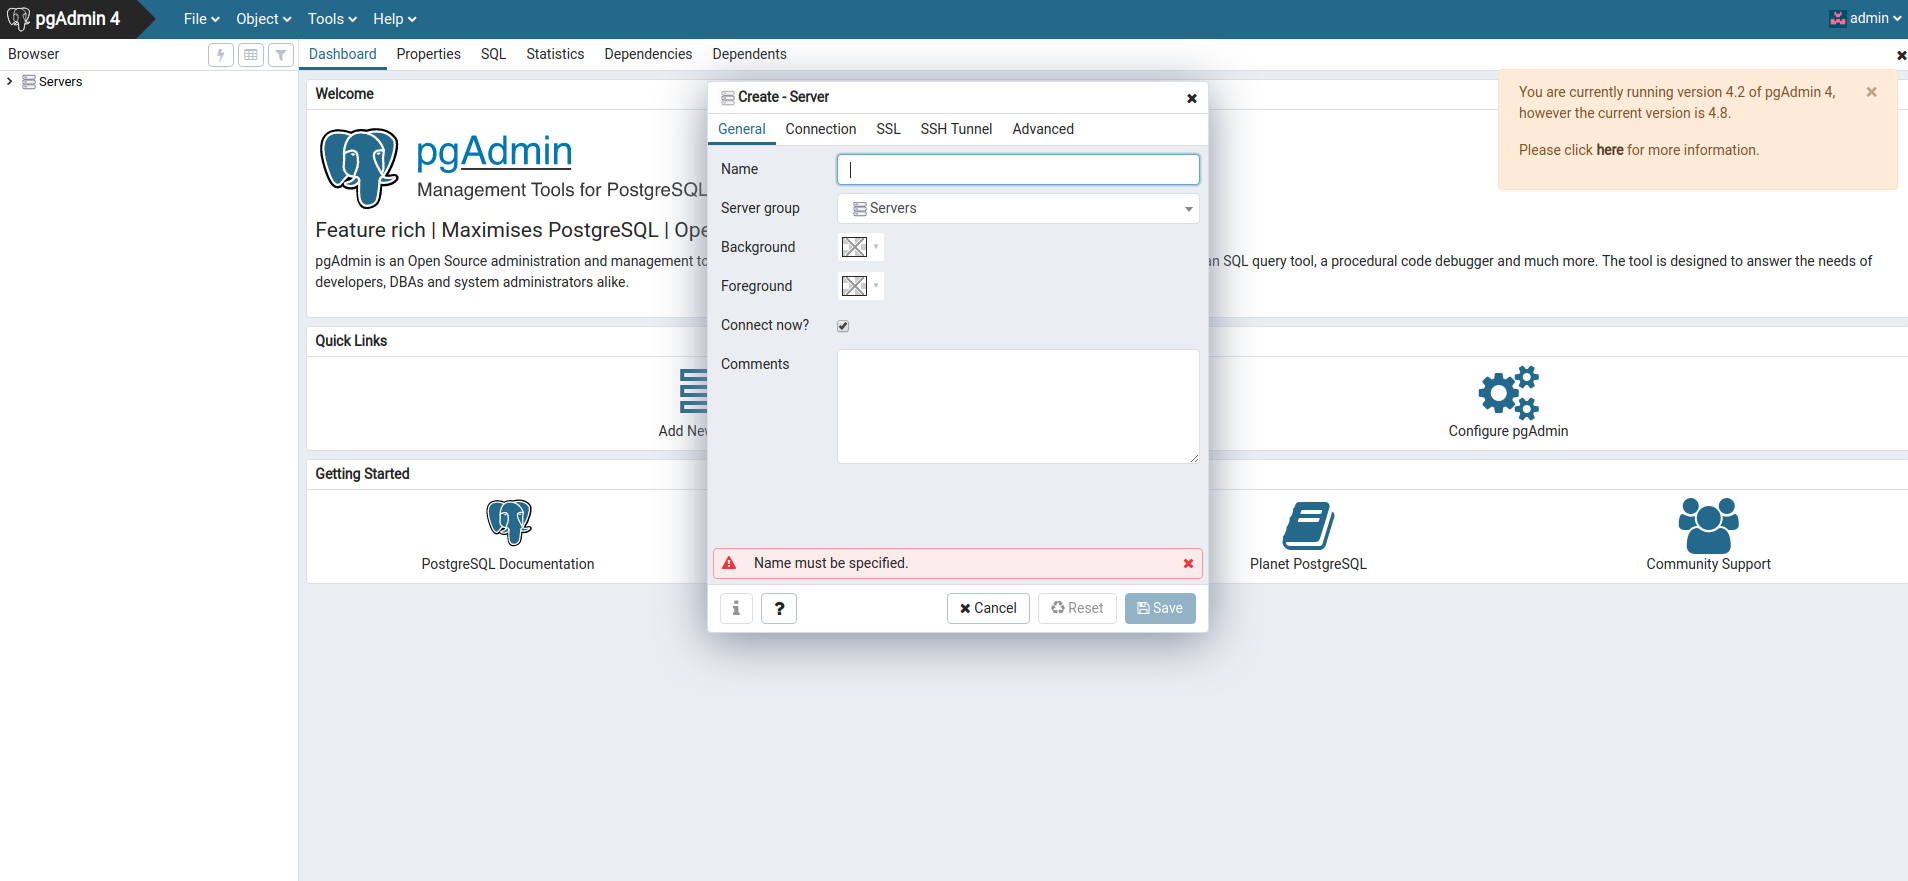 pgAdmin 4
File
Object
Tools
Help
admin
Browser
Dashboard
Properties
SQL
Statistics
Dependencies
Dependents
Servers
Welcome
pgAdmin
Management Tools for PostgreSQL
Feature rich | Maximises PostgreSQL | Ope
pgAdmin is an Open Source administration and management to
an SQL query tool, a procedural code debugger and much more. The tool is designed to answer the needs of
developers, DBAs and system administrators alike.
Quick Links
Add New
Configure pgAdmin
Getting Started
PostgreSQL Documentation
Planet PostgreSQL
Community Support
Create - Server
General
Connection
SSL
SSH Tunnel
Advanced
Name
Server group
Servers
Background
Foreground
Connect now?
Comments
Name must be specified.
i
?
Cancel
Reset
Save
You are currently running version 4.2 of pgAdmin 4,
however the current version is 4.8.
Please click here for more information.